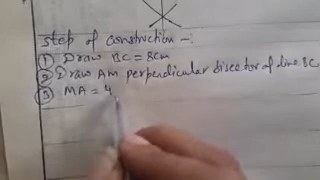 Step of construction -:
① Draw BC = 8cm
② Draw AM perpendicular bisector of line BC
③ MA = 4